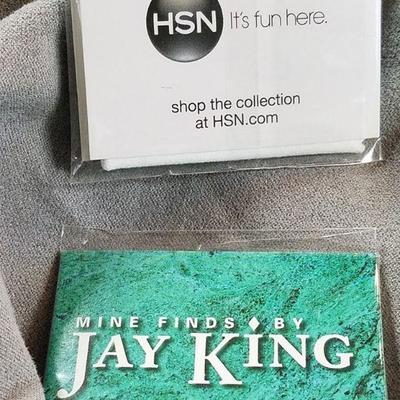 HSN It's fun here.
shop the collection
at HSN.com
MINE FINDS ♦ BY
JAY KING